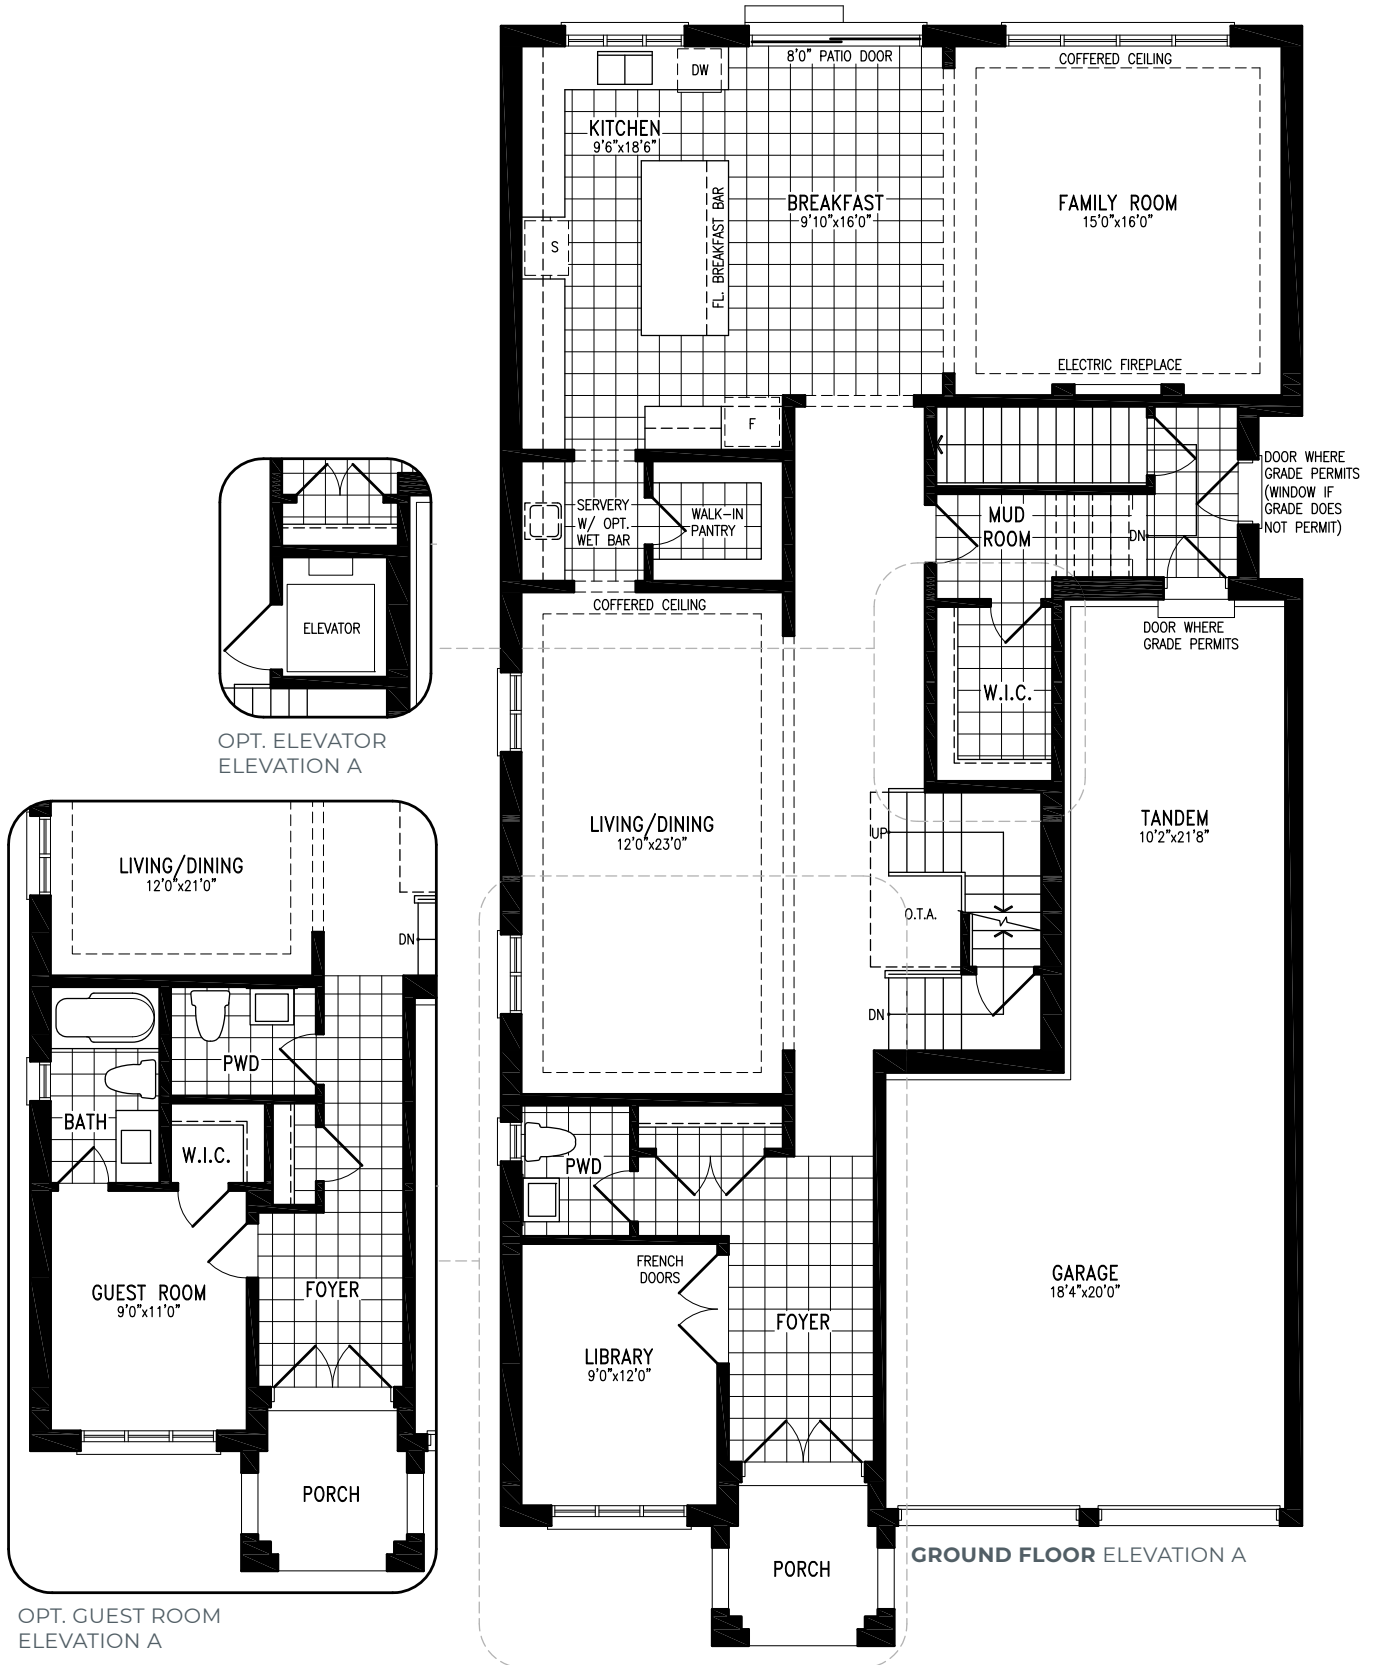 8'0" PATIO DOOR
COFFERED CEILING
DW
KITCHEN
9'6"x18'6"
FL. BREAKFAST BAR
BREAKFAST
9'10"x16'0"
FAMILY ROOM
15'0"x16'0"
S
ELECTRIC FIREPLACE
F
DOOR WHERE
GRADE PERMITS
(WINDOW IF
GRADE DOES
NOT PERMIT)
SERVERY
W/ OPT.
WET BAR
WALK-IN
PANTRY
MUD
ROOM
DN
COFFERED CEILING
DOOR WHERE
GRADE PERMITS
ELEVATOR
W.I.C.
OPT. ELEVATOR
ELEVATION A
LIVING/DINING
12'0"x23'0"
UP
TANDEM
10'2"x21'8"
O.T.A.
DN
LIVING/DINING
12'0"x21'0"
DN
PWD
BATH
W.I.C.
GUEST ROOM
9'0"x11'0"
FOYER
PORCH
OPT. GUEST ROOM
ELEVATION A
PWD
FRENCH
DOORS
LIBRARY
9'0"x12'0"
FOYER
GARAGE
18'4"x20'0"
PORCH
GROUND FLOOR ELEVATION A